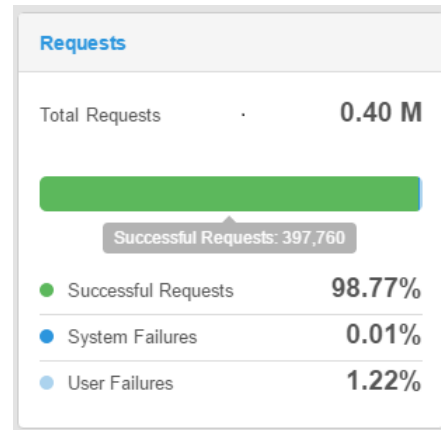 Requests
Total Requests 0.40 M
Successful Requests: 397,760
Successful Requests 98.77%
System Failures 0.01%
User Failures 1.22%